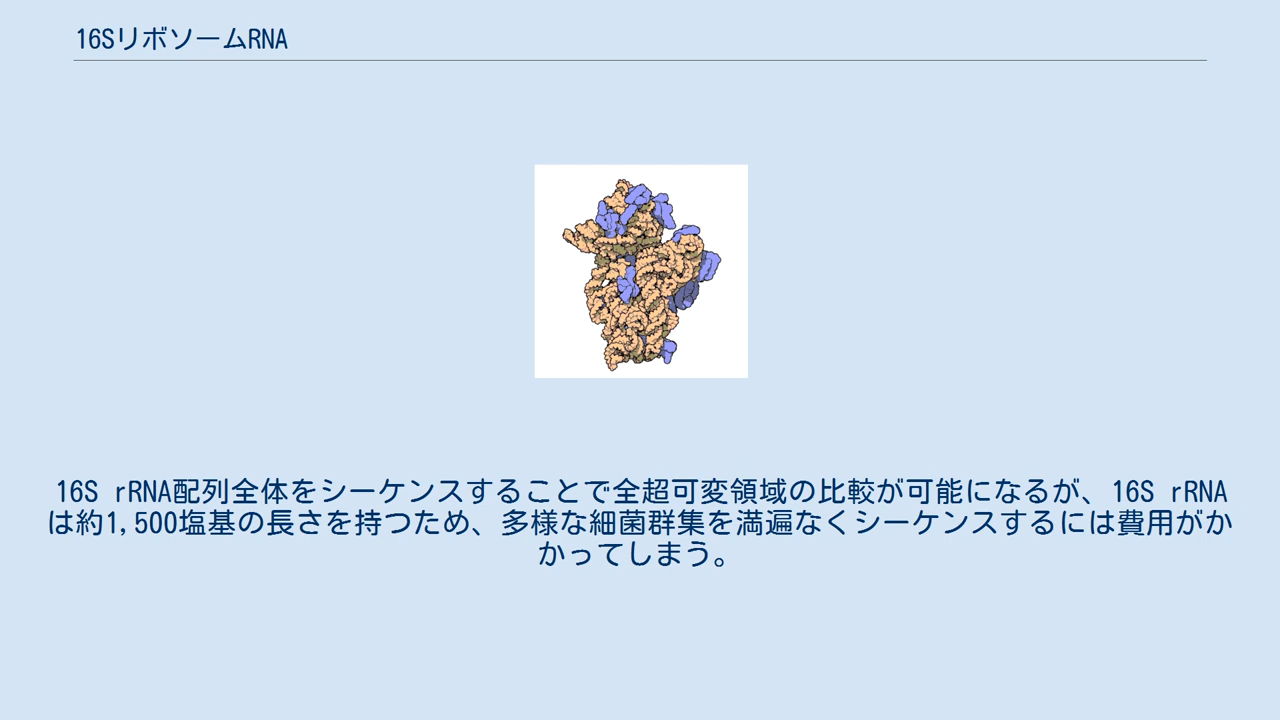 16SリボソームRNA
16S rRNA配列全体をシーケンスすることで全超可変領域の比較が可能になるが、16S rRNA
は約1,500塩基の長さを持つため、多様な細菌群集を満遍なくシーケンスするには費用がか
かってしまう。